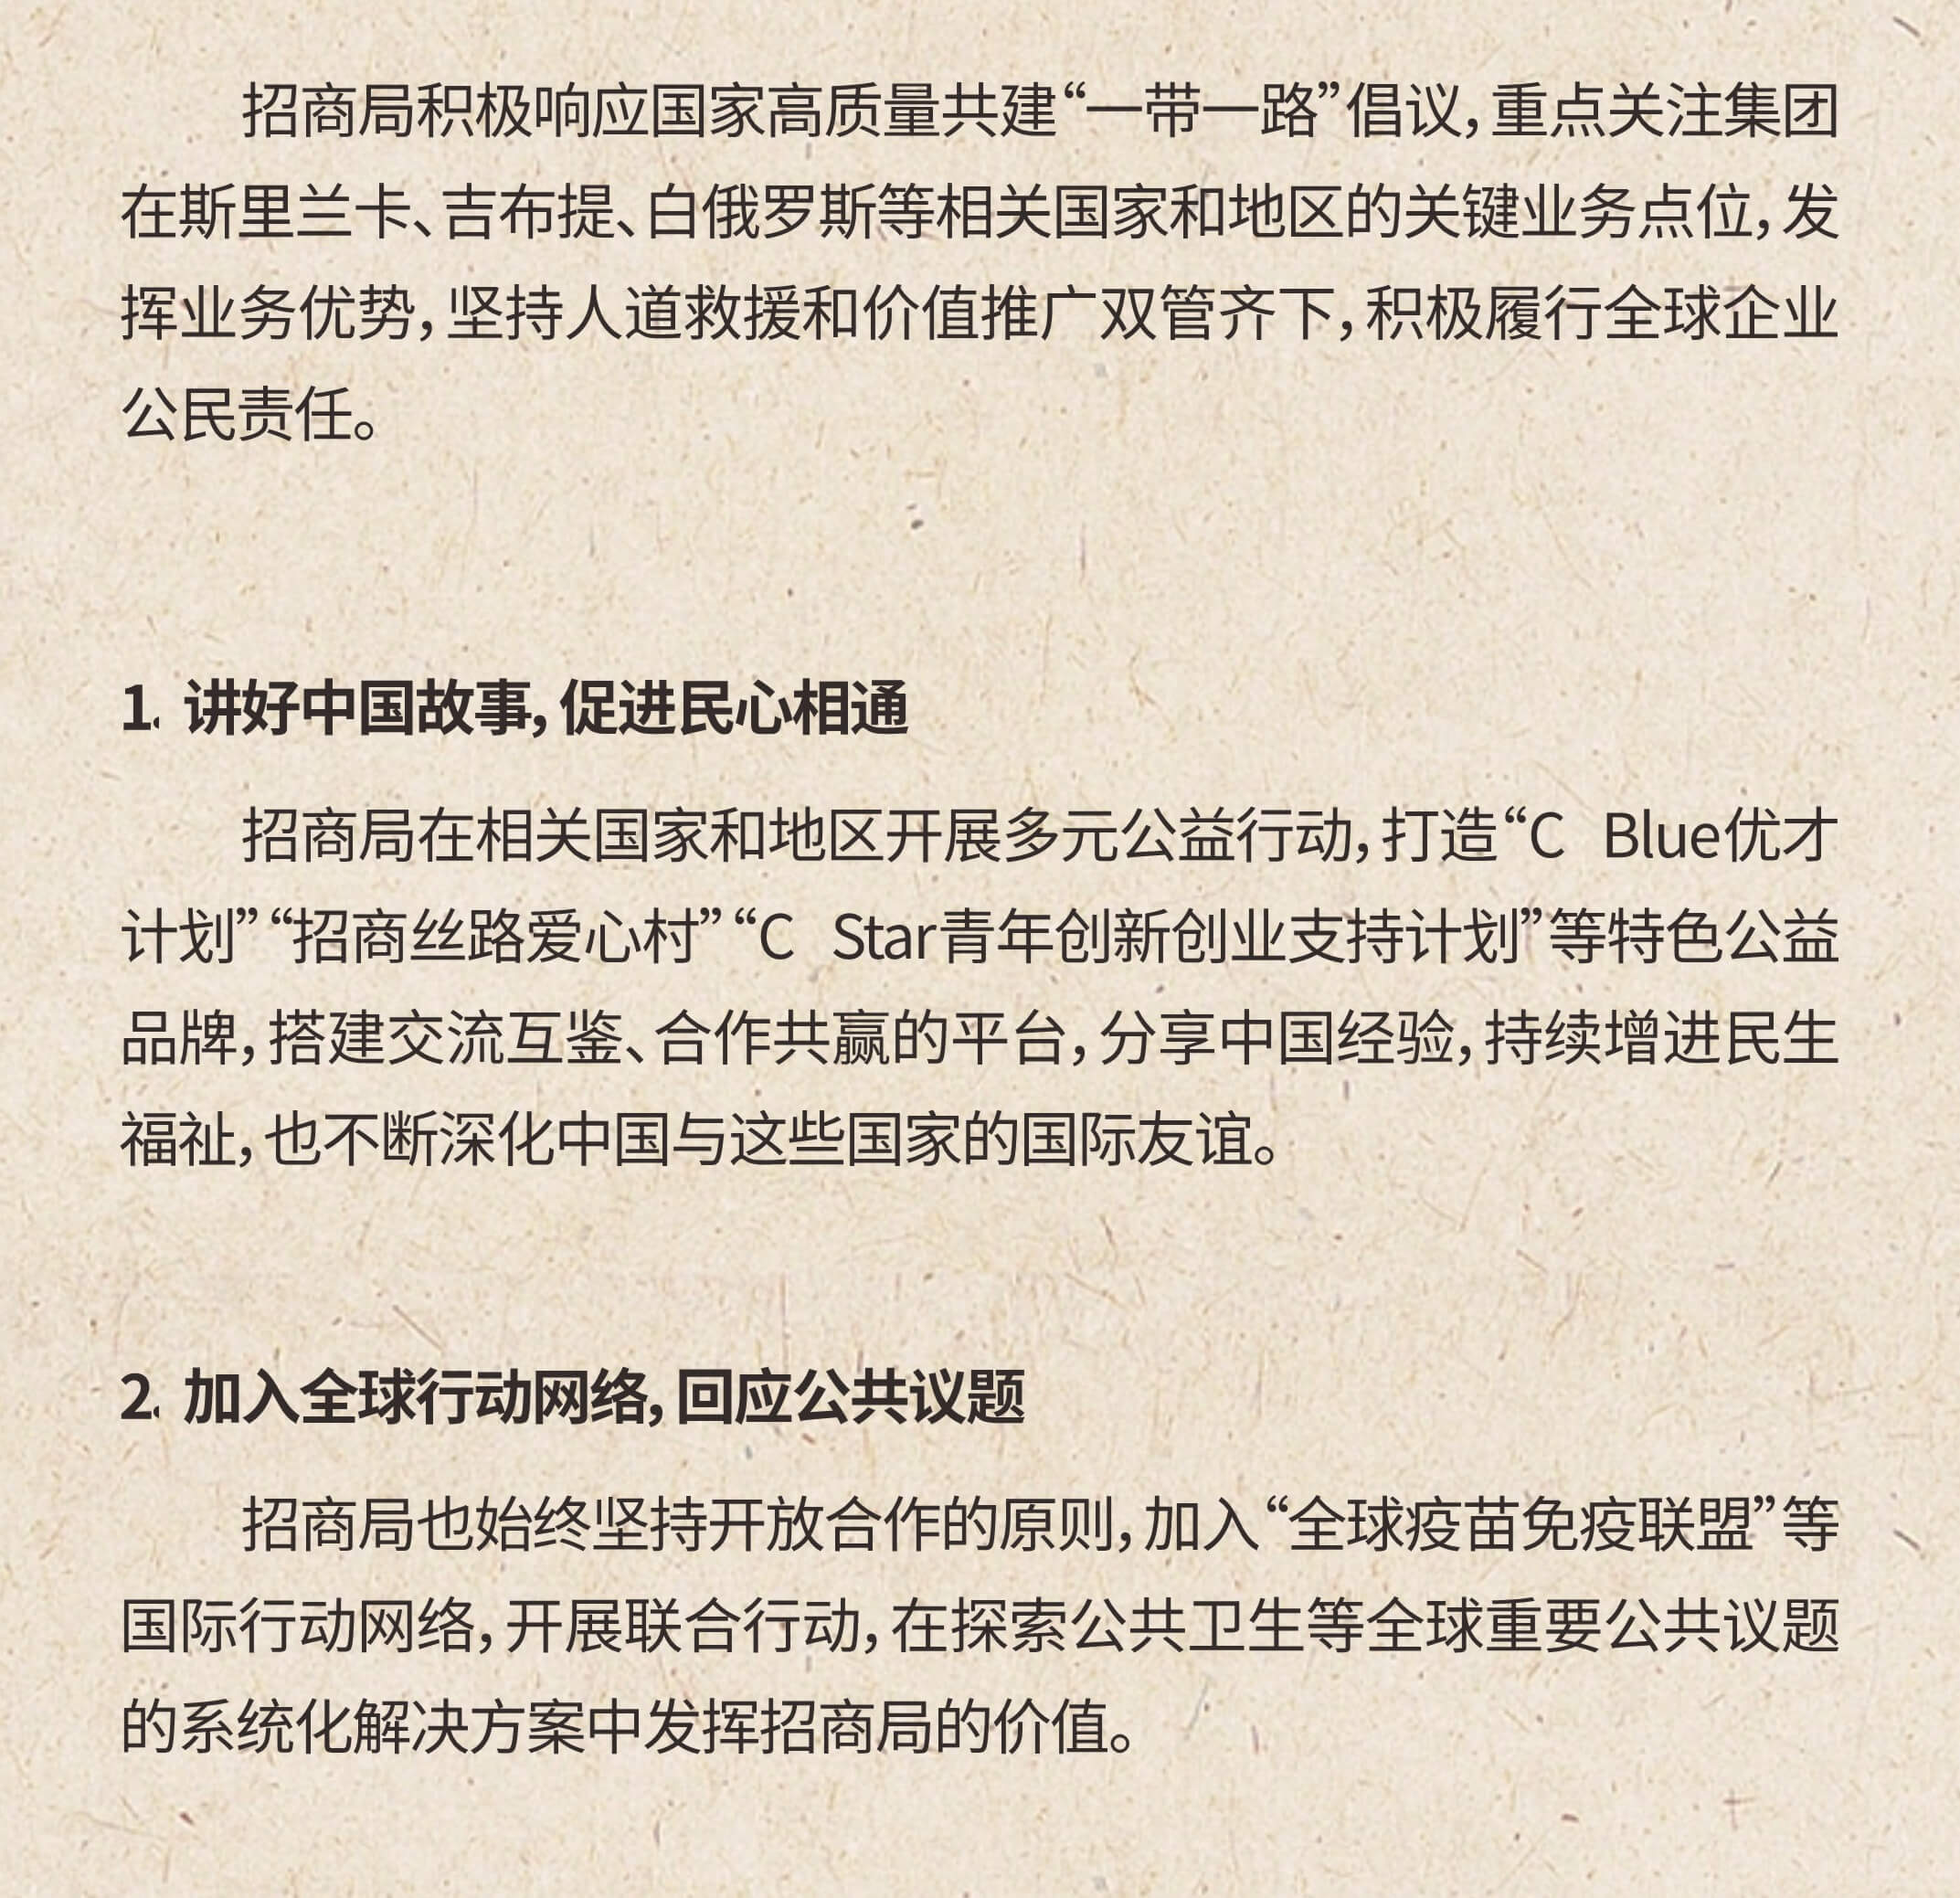 招商局积极响应国家高质量共建“一带一路”倡议，重点关注集团
在斯里兰卡、吉布提、白俄罗斯等相关国家和地区的关键业务点位，发
挥业务优势，坚持人道救援和价值推广双管齐下，积极履行全球企业
公民责任。
1. 讲好中国故事，促进民心相通
招商局在相关国家和地区开展多元公益行动，打造“C Blue优才
计划”“招商丝路爱心村”“C Star青年创新创业支持计划”等特色公益
品牌，搭建交流互鉴、合作共赢的平台，分享中国经验，持续增进民生
福祉，也不断深化中国与这些国家的国际友谊。
2. 加入全球行动网络，回应公共议题
招商局也始终坚持开放合作的原则，加入“全球疫苗免疫联盟”等
国际行动网络，开展联合行动，在探索公共卫生等全球重要公共议题
的系统化解决方案中发挥招商局的价值。